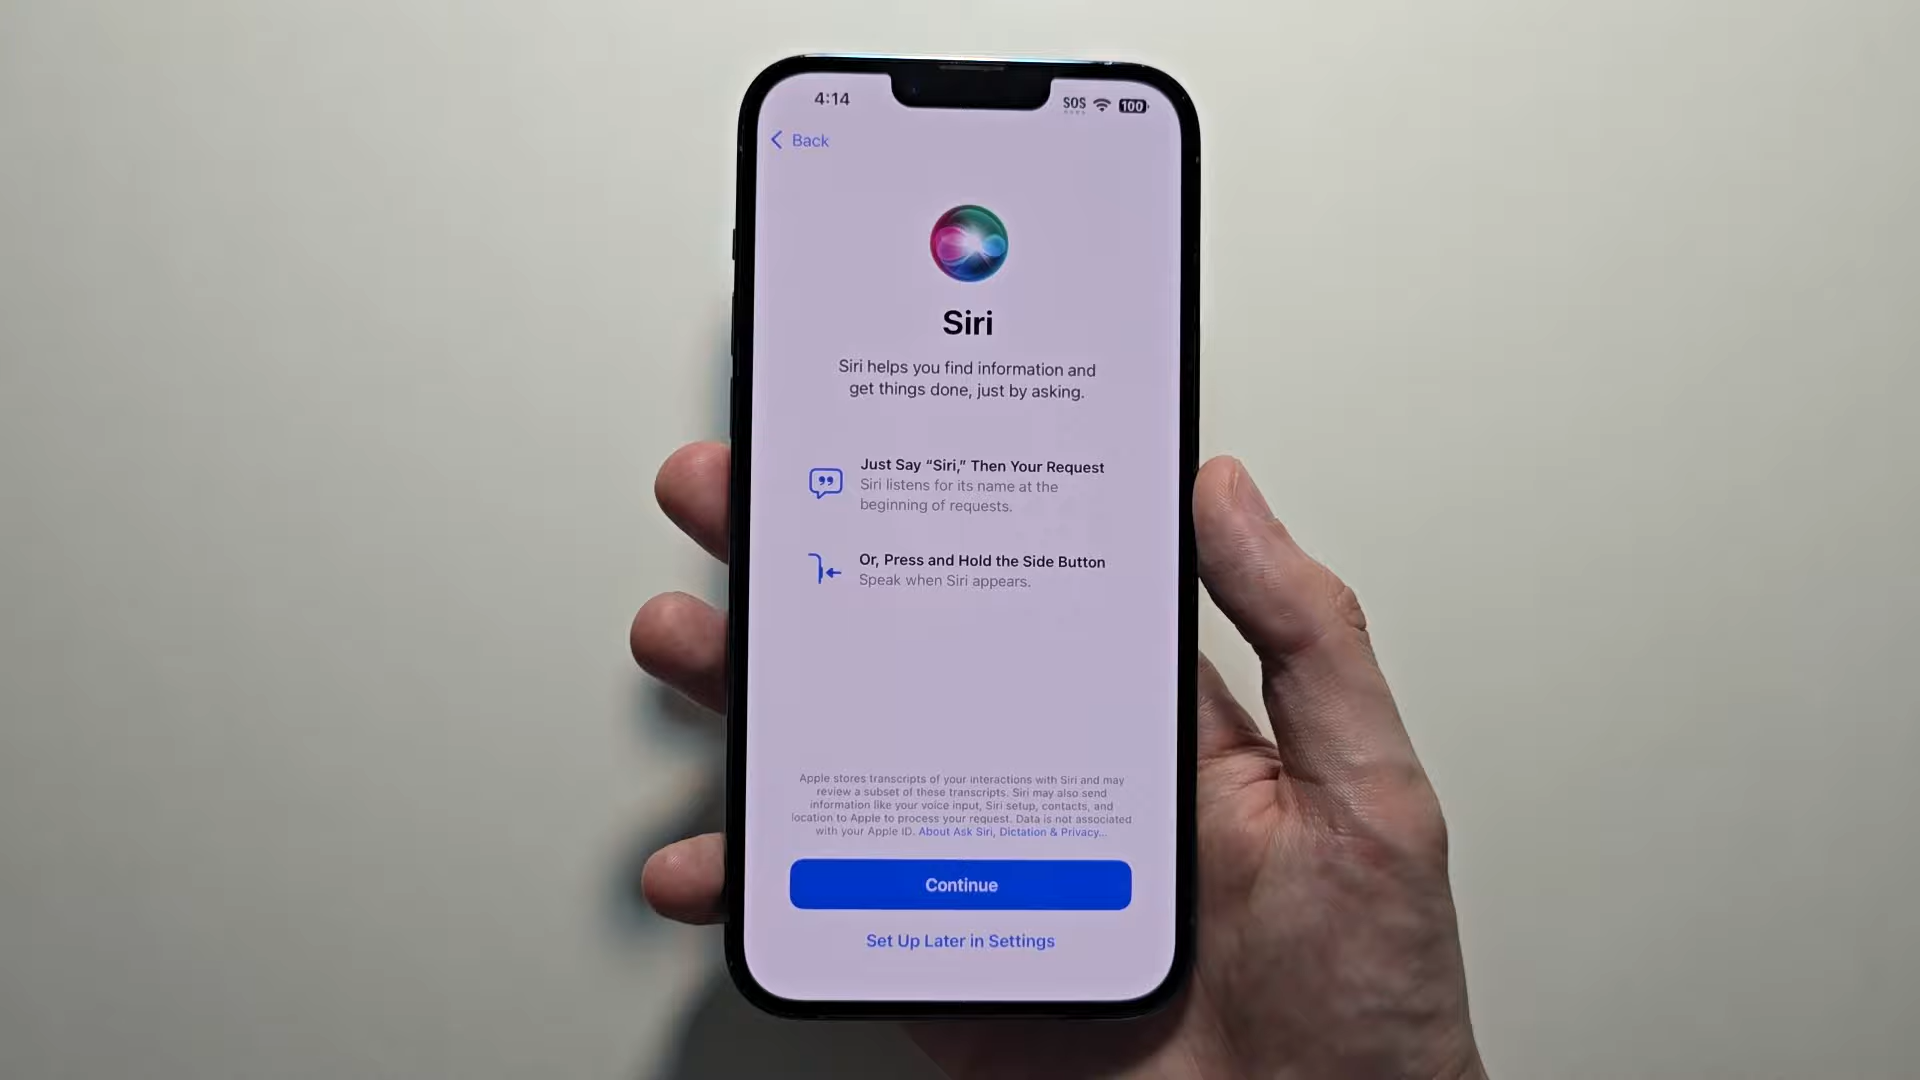 4:14
SOS
100
Back
Siri
Siri helps you find information and
get things done, just by asking.
Just Say “Siri,” Then Your Request
Siri listens for its name at the
beginning of requests.
Or, Press and Hold the Side Button
Speak when Siri appears.
Apple stores transcripts of your interactions with Siri and may
review a subset of these transcripts. Siri may also send
information like your voice input, Siri setup, contacts, and
location to Apple to process your request. Data is not associated
with your Apple ID. About Ask Siri, Dictation & Privacy...
Continue
Set Up Later in Settings